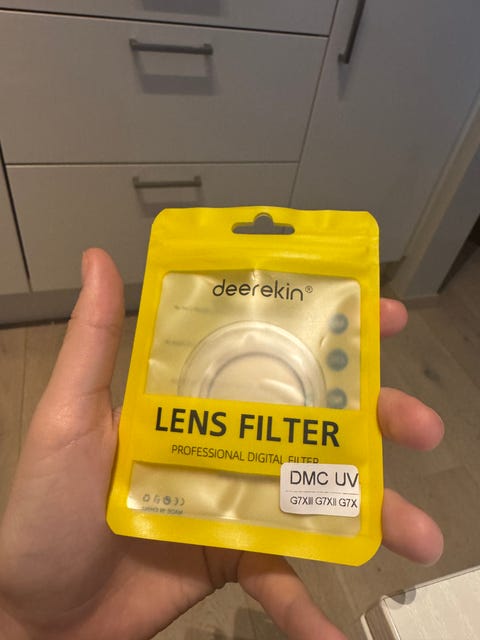 deerekin®
LENS FILTER
PROFESSIONAL DIGITAL FILTER
DMC UV
G7XIII G7XII G7X